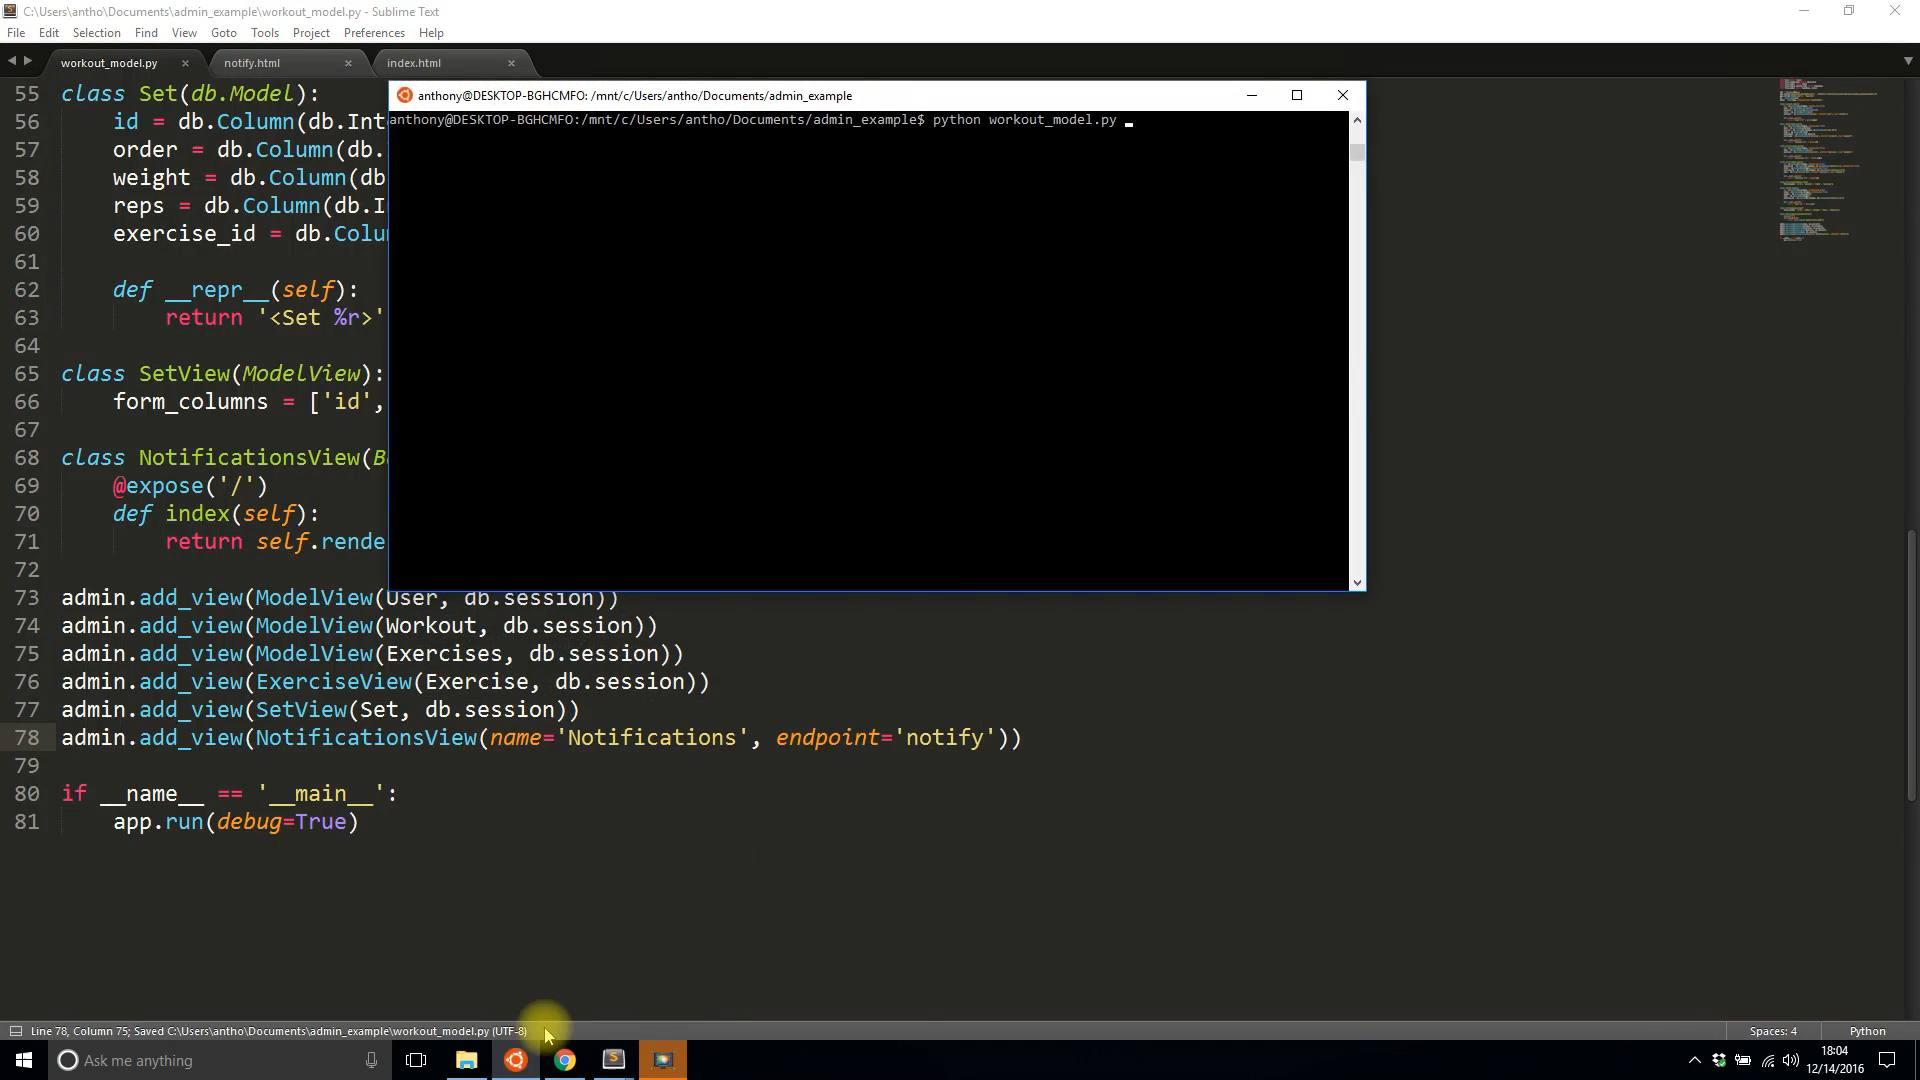 C:\Users\antho\Documents\admin_example\workout_model.py - Sublime Text
File Edit Selection Find View Goto Tools Project Preferences Help
workout_model.py × notify.html × index.html ×
anthony@DESKTOP-BGHCMFO: /mnt/c/Users/antho/Documents/admin_example
anthony@DESKTOP-BGHCMFO:/mnt/c/Users/antho/Documents/admin_example$ python workout_model.py
55 class Set(db.Model):
56 id = db.Column(db.Int
57 order = db.Column(db.
58 weight = db.Column(db
59 reps = db.Column(db.I
60 exercise_id = db.Colu
61
62 def __repr__(self):
63 return '<Set %r>'
64
65 class SetView(ModelView):
66 form_columns = ['id',
67
68 class NotificationsView(B
69 @expose('/')
70 def index(self):
71 return self.rende
72
73 admin.add_view(ModelView(User, db.session))
74 admin.add_view(ModelView(Workout, db.session))
75 admin.add_view(ModelView(Exercises, db.session))
76 admin.add_view(ExerciseView(Exercise, db.session))
77 admin.add_view(SetView(Set, db.session))
78 admin.add_view(NotificationsView(name='Notifications', endpoint='notify'))
79
80 if __name__ == '__main__':
81 app.run(debug=True)
Line 78, Column 75; Saved C:\Users\antho\Documents\admin_example\workout_model.py (UTF-8) Spaces: 4 Python
Ask me anything
18:04
12/14/2016